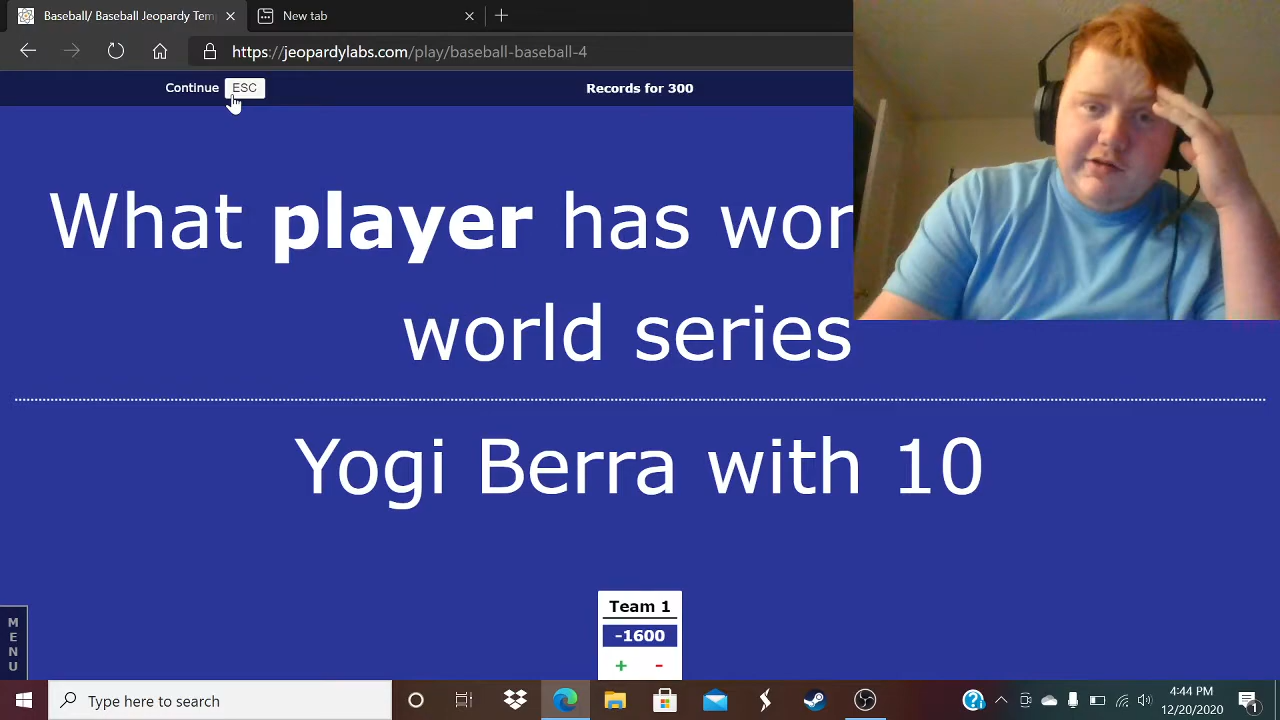 Baseball/ Baseball Jeopardy Tem
New tab
https://jeopardylabs.com/play/baseball-baseball-4
Continue ESC
Records for 300
What player has wor
world series
Yogi Berra with 10
Team 1
-1600
+ -
MENU
Type here to search
4:44 PM
12/20/2020
1